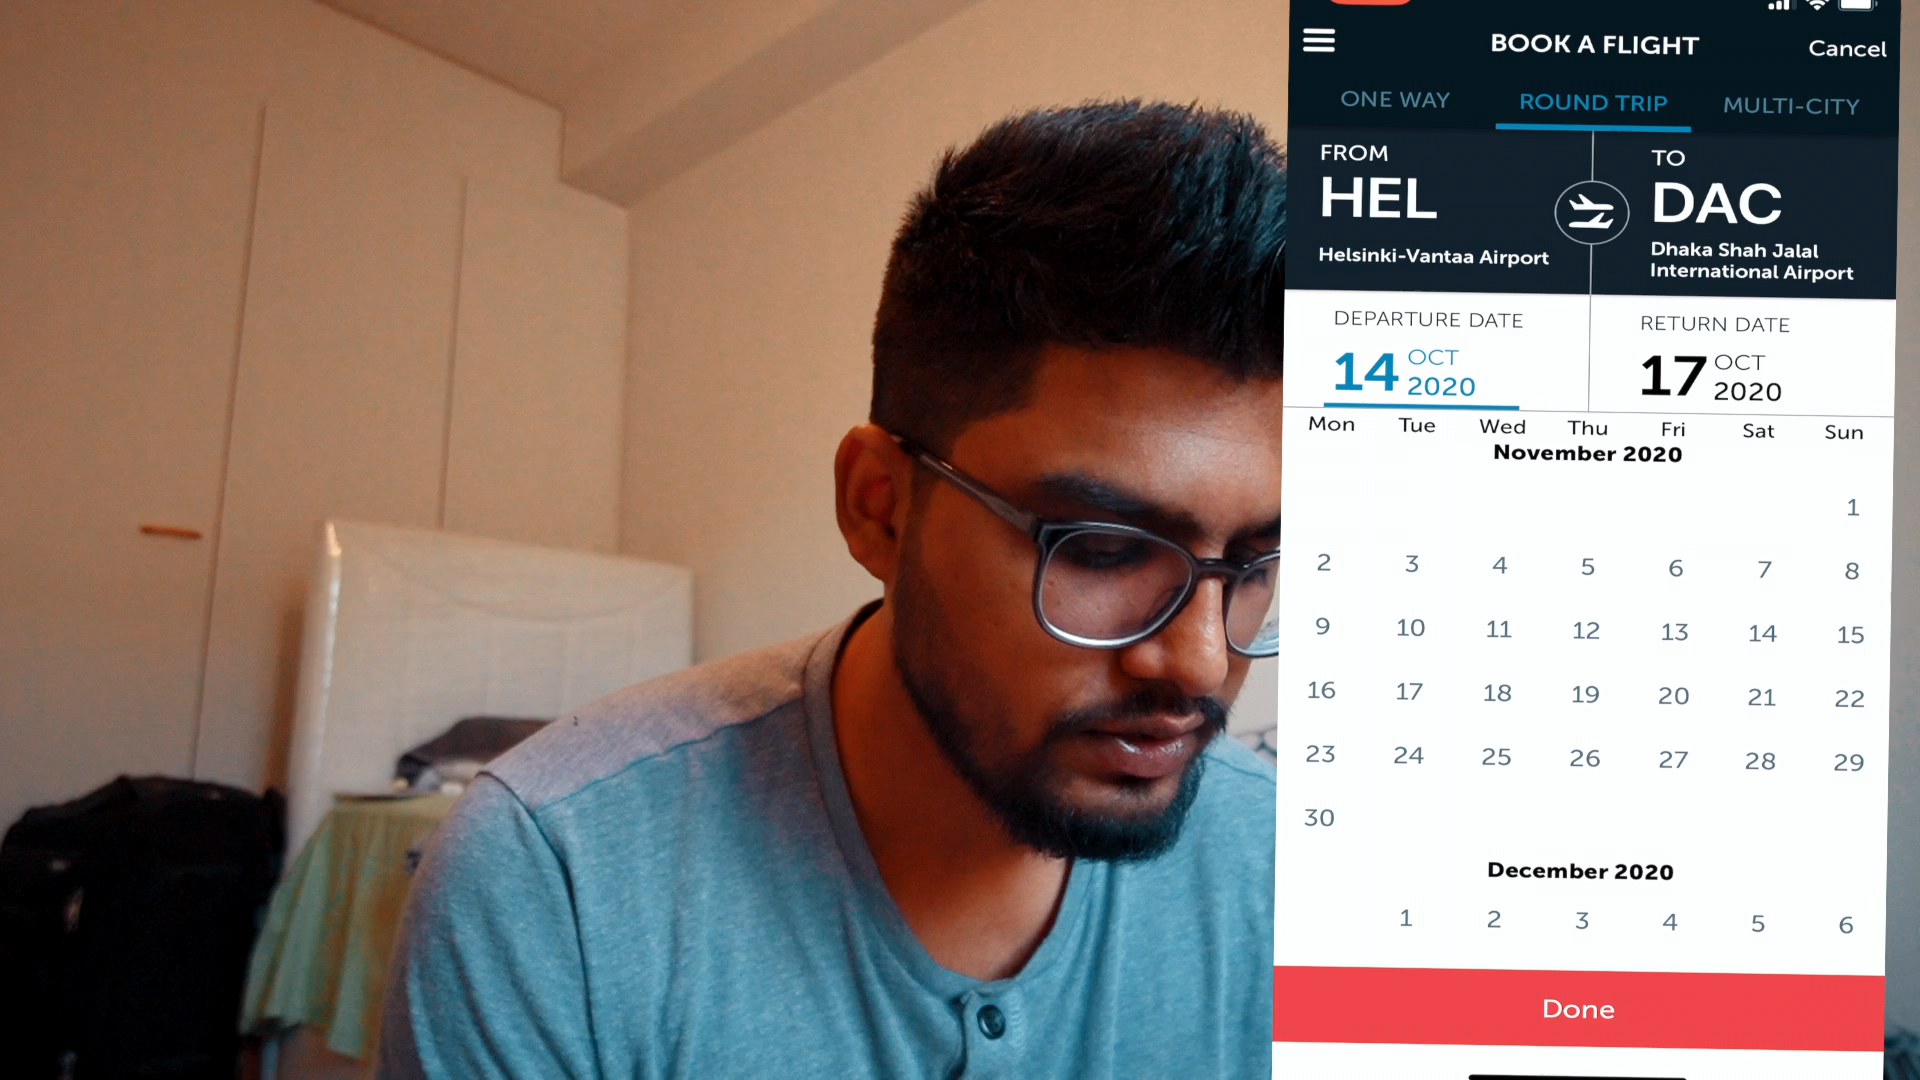 BOOK A FLIGHT
Cancel
ONE WAY
ROUND TRIP
MULTI-CITY
FROM
HEL
Helsinki-Vantaa Airport
TO
DAC
Dhaka Shah Jalal
International Airport
DEPARTURE DATE
14 OCT
2020
RETURN DATE
17 OCT
2020
Mon Tue Wed Thu Fri Sat Sun
November 2020
1
2 3 4 5 6 7 8
9 10 11 12 13 14 15
16 17 18 19 20 21 22
23 24 25 26 27 28 29
30
December 2020
1 2 3 4 5 6
Done